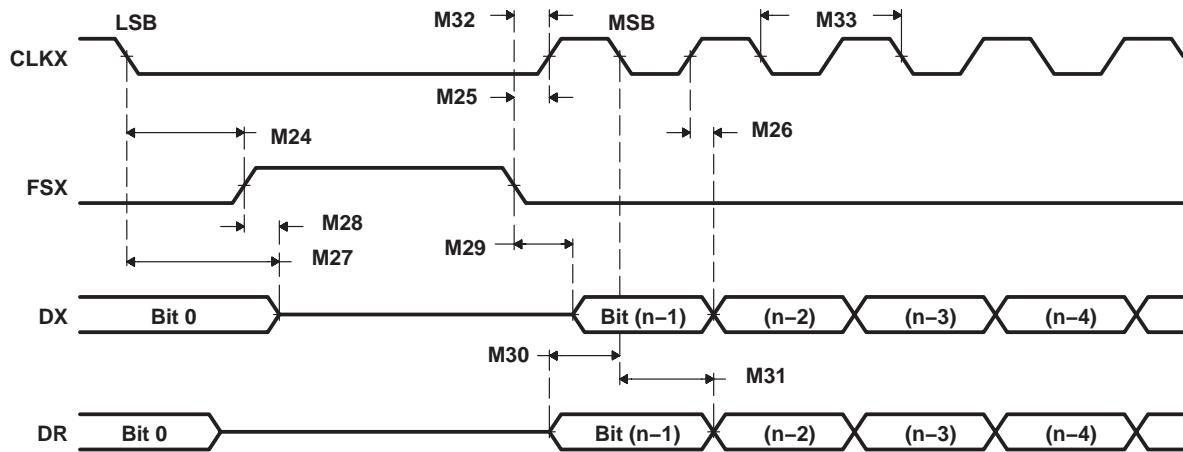 LSB M32 MSB M33
CLKX
M25
M24 M26
FSX
M28
M29
M27
DX Bit 0 Bit (n–1) (n–2) (n–3) (n–4)
M30
M31
DR Bit 0 Bit (n–1) (n–2) (n–3) (n–4)